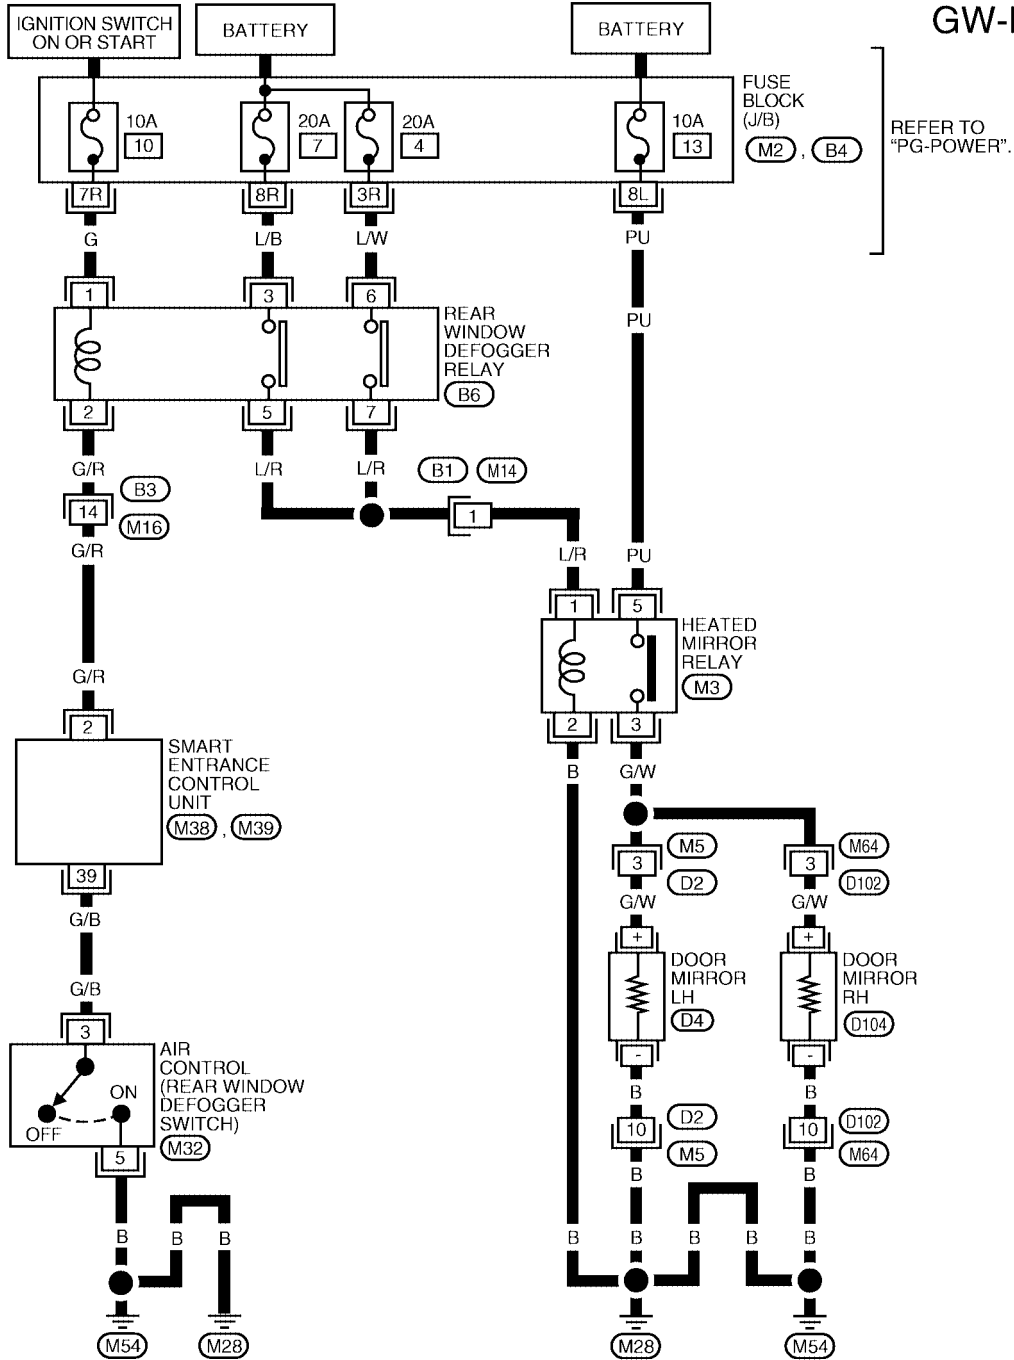 GW-
IGNITION SWITCH
ON OR START
BATTERY
BATTERY
10A
10
20A
7
20A
4
10A
13
FUSE
BLOCK
(J/B)
M2 , B4
REFER TO
"PG-POWER".
7R
8R
3R
8L
G
L/B
L/W
PU
1
3
6
PU
REAR
WINDOW
DEFOGGER
RELAY
B6
2
5
7
G/R
L/R
L/R
B1
M14
B3
14
M16
1
G/R
L/R
PU
1
5
HEATED
MIRROR
RELAY
M3
G/R
2
2
3
SMART
ENTRANCE
CONTROL
UNIT
M38 , M39
B
G/W
M5
3
D2
M64
3
D102
39
G/B
G/W
G/W
+
+
DOOR
MIRROR
LH
D4
DOOR
MIRROR
RH
D104
G/B
3
-
-
AIR
CONTROL
(REAR WINDOW
DEFOGGER
SWITCH)
M32
ON
OFF
B
B
D2
10
M5
D102
10
M64
5
B
B
B
B
B
B
B
B
B
B
M54
M28
M28
M54